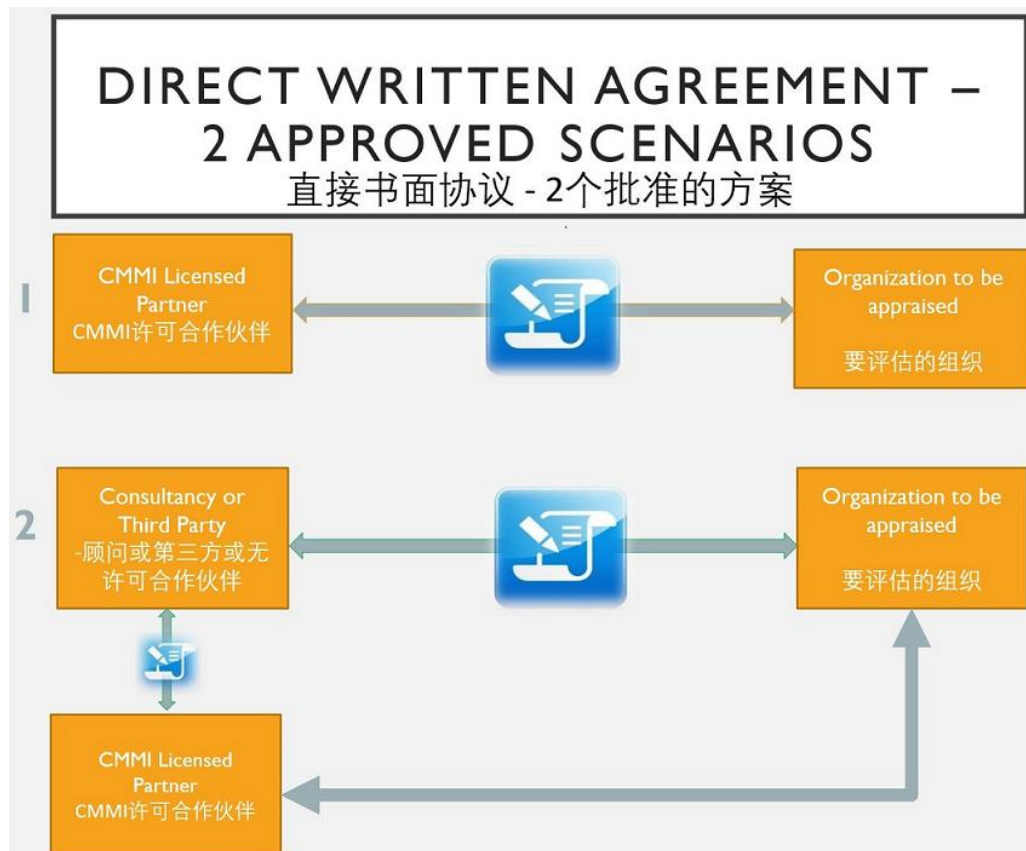 DIRECT WRITTEN AGREEMENT –
2 APPROVED SCENARIOS
直接书面协议 - 2个批准的方案
1
CMMI Licensed
Partner
CMMI许可合作伙伴
Organization to be
appraised
要评估的组织
2
Consultancy or
Third Party
-顾问或第三方或无
许可合作伙伴
Organization to be
appraised
要评估的组织
CMMI Licensed
Partner
CMMI许可合作伙伴